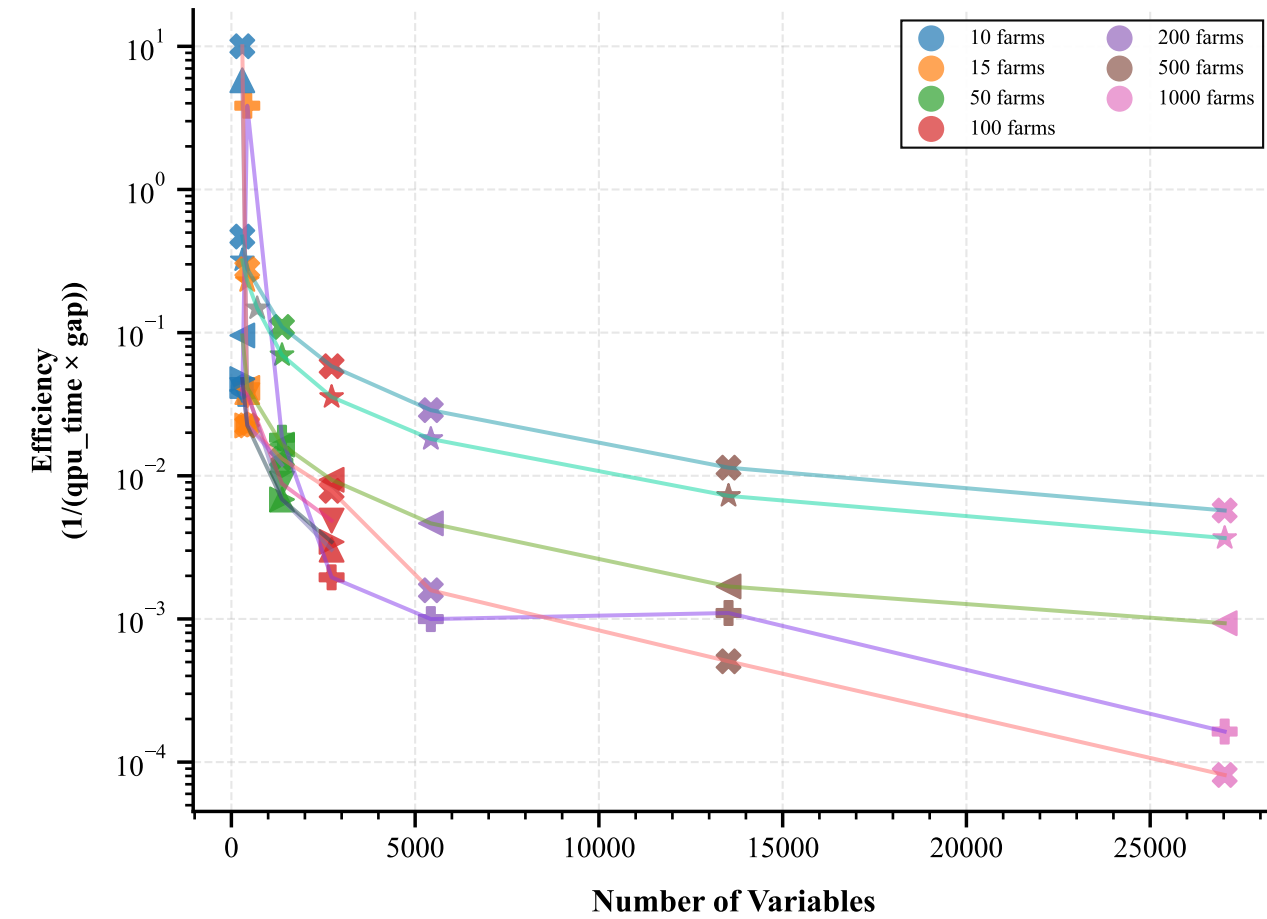 10 farms
15 farms
50 farms
100 farms
200 farms
500 farms
1000 farms
10^1
10^0
10^−1
10^−2
10^−3
10^−4
Efficiency
(1/(qpu_time × gap))
0
5000
10000
15000
20000
25000
Number of Variables